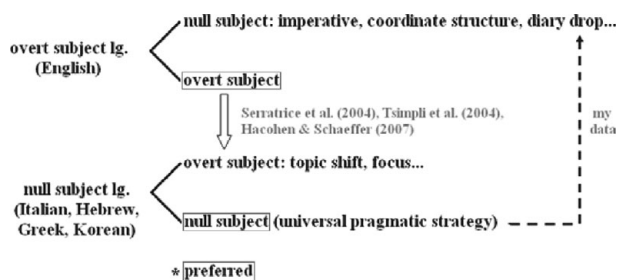 null subject: imperative, coordinate structure, diary drop...
overt subject lg.
(English)
overt subject
Serratrice et al. (2004), Tsimpli et al. (2004),
Hacohen & Schaeffer (2007)
my
data
overt subject: topic shift, focus...
null subject lg.
(Italian, Hebrew,
Greek, Korean)
null subject (universal pragmatic strategy)
* preferred